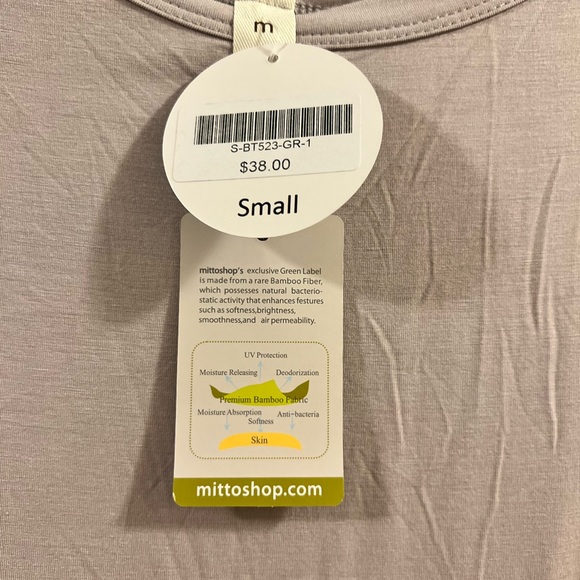 m
S-BT523-GR-1
$38.00
Small
mittoshop's exclusive Green Label
is made from a rare Bamboo Fiber,
which possesses natural bacterio-
static activity that enhances festures
such as softness,brightness,
smoothness,and air permeability.
UV Protection
Moisture Releasing Deodorization
Premium Bamboo Fabric
Moisture Absorption Anti-bacteria
Softness
Skin
mittoshop.com